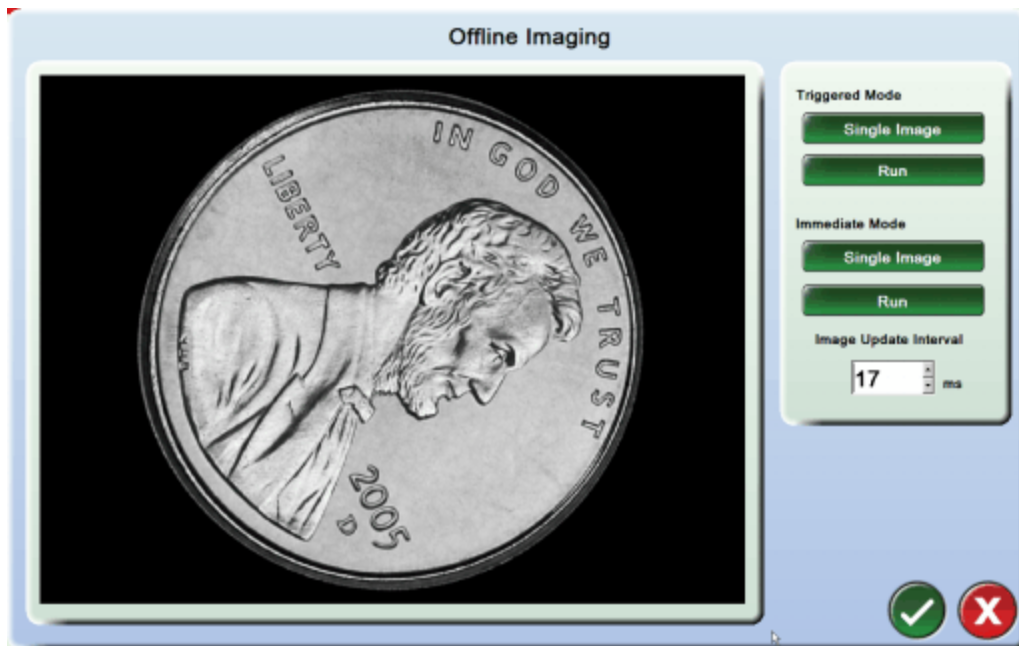 Offline Imaging
IN GOD WE TRUST
LIBERTY
2005
D
Triggered Mode
Single Image
Run
Immediate Mode
Single Image
Run
Image Update Interval
17 ms